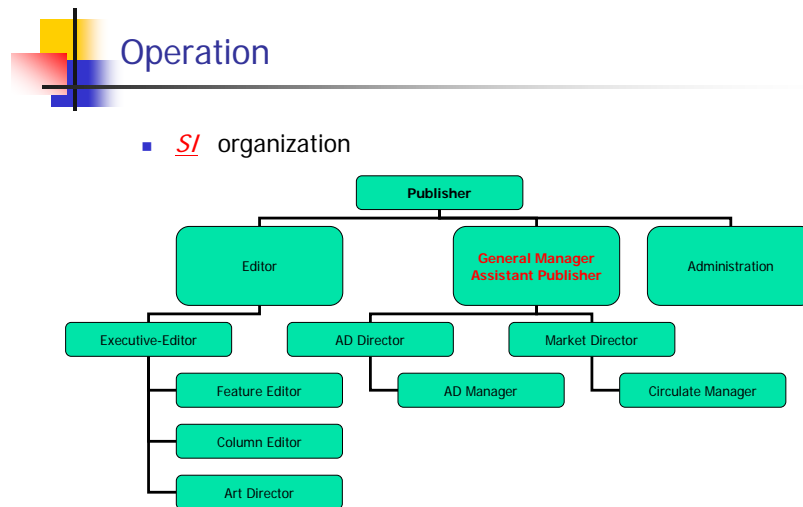 Operation
SI organization
Publisher
Editor
General Manager
Assistant Publisher
Administration
Executive-Editor
AD Director
Market Director
Feature Editor
AD Manager
Circulate Manager
Column Editor
Art Director